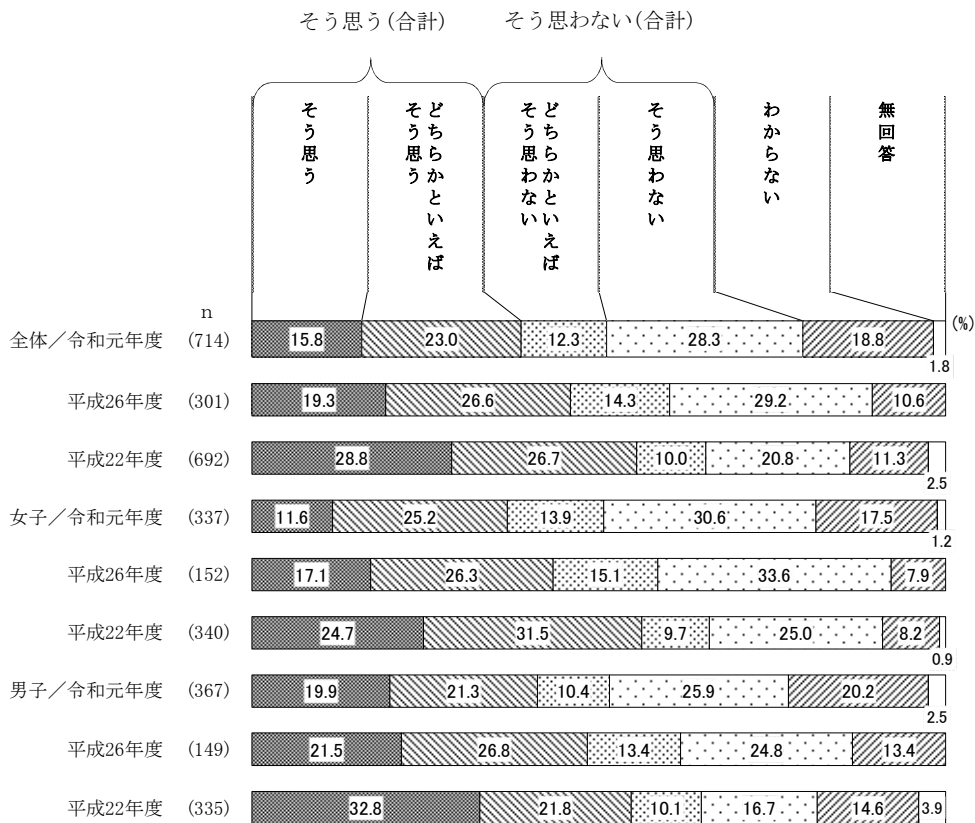 そう思う(合計) そう思わない(合計)
そう思う
どちらかといえば
そう思う
どちらかといえば
そう思わない
そう思わない
わからない
無回答
n
(%)
全体／令和元年度 (714) 15.8 23.0 12.3 28.3 18.8 1.8
平成26年度 (301) 19.3 26.6 14.3 29.2 10.6
平成22年度 (692) 28.8 26.7 10.0 20.8 11.3 2.5
女子／令和元年度 (337) 11.6 25.2 13.9 30.6 17.5 1.2
平成26年度 (152) 17.1 26.3 15.1 33.6 7.9
平成22年度 (340) 24.7 31.5 9.7 25.0 8.2 0.9
男子／令和元年度 (367) 19.9 21.3 10.4 25.9 20.2 2.5
平成26年度 (149) 21.5 26.8 13.4 24.8 13.4
平成22年度 (335) 32.8 21.8 10.1 16.7 14.6 3.9